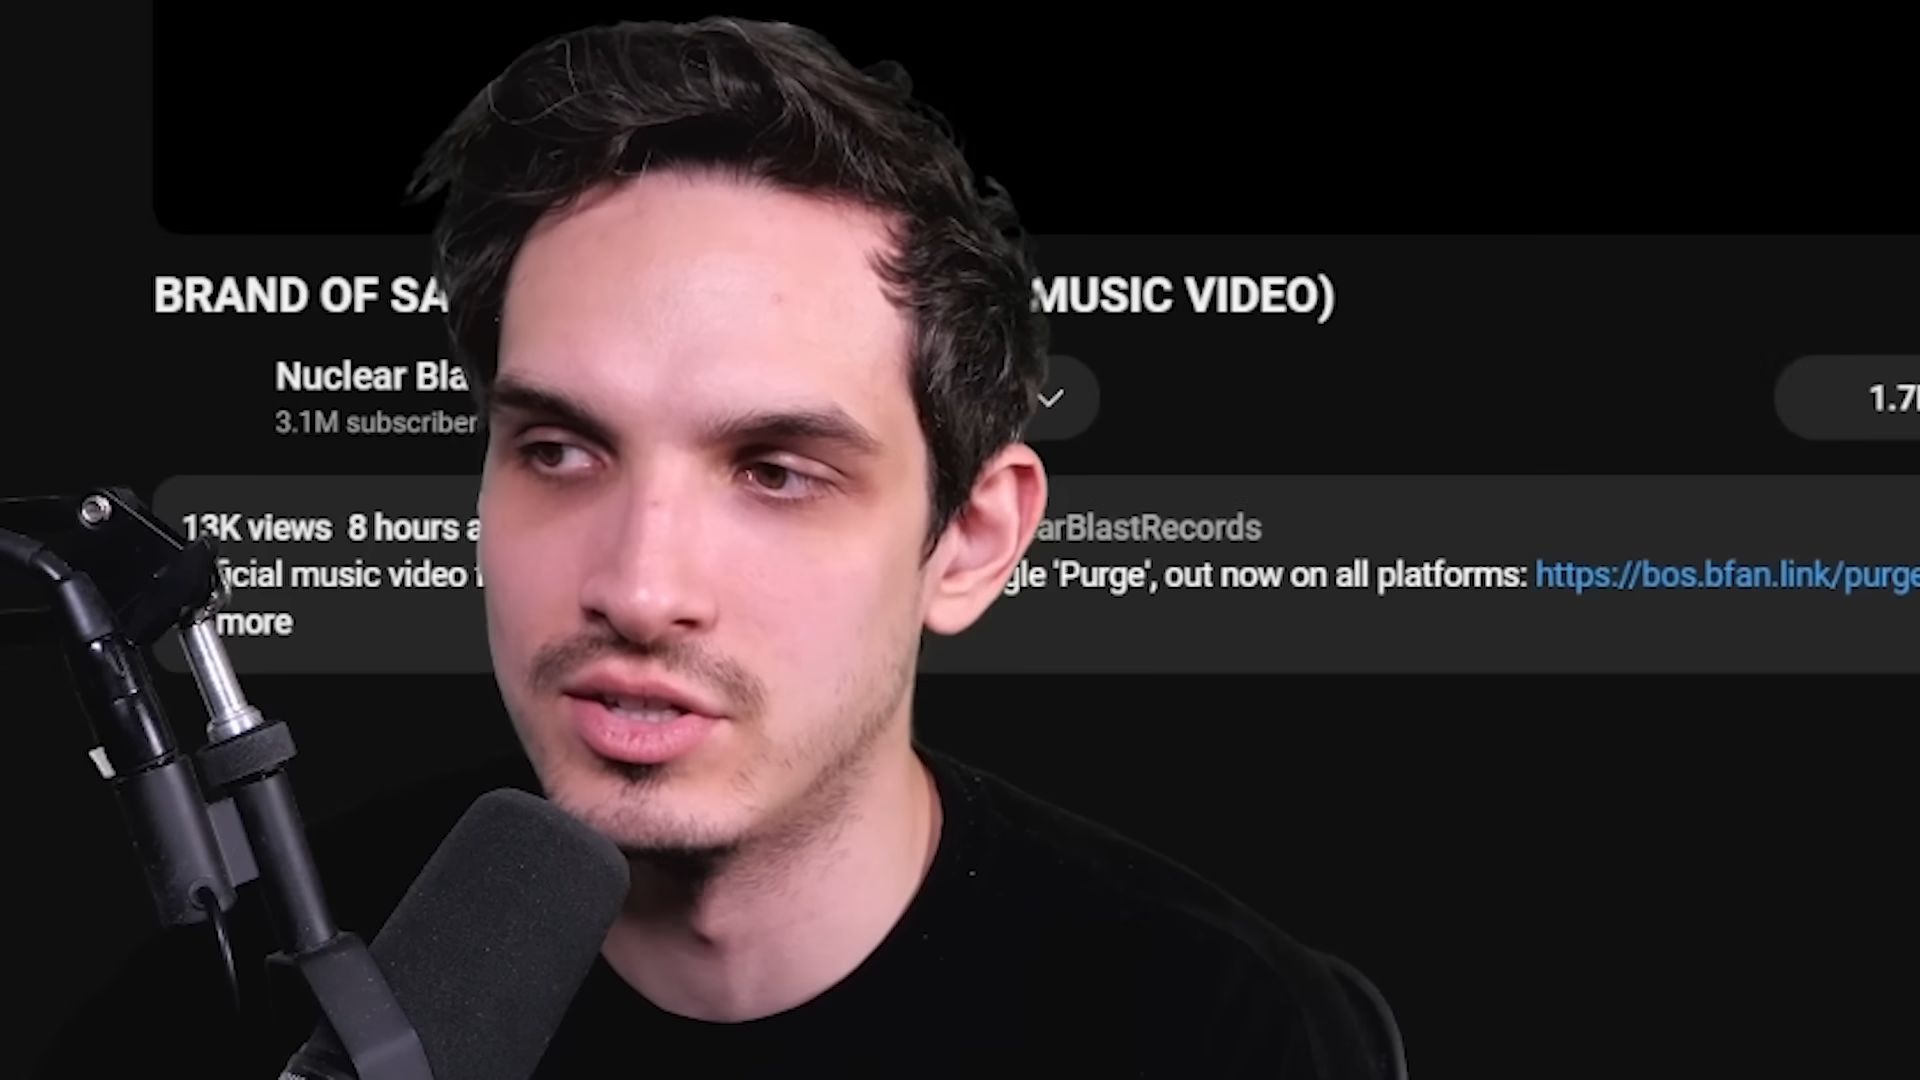 BRAND OF SA MUSIC VIDEO)
Nuclear Bla
3.1M subscriber
1.7
13K views 8 hours a arBlastRecords
icial music video gle 'Purge', out now on all platforms: https://bos.bfan.link/purge
more